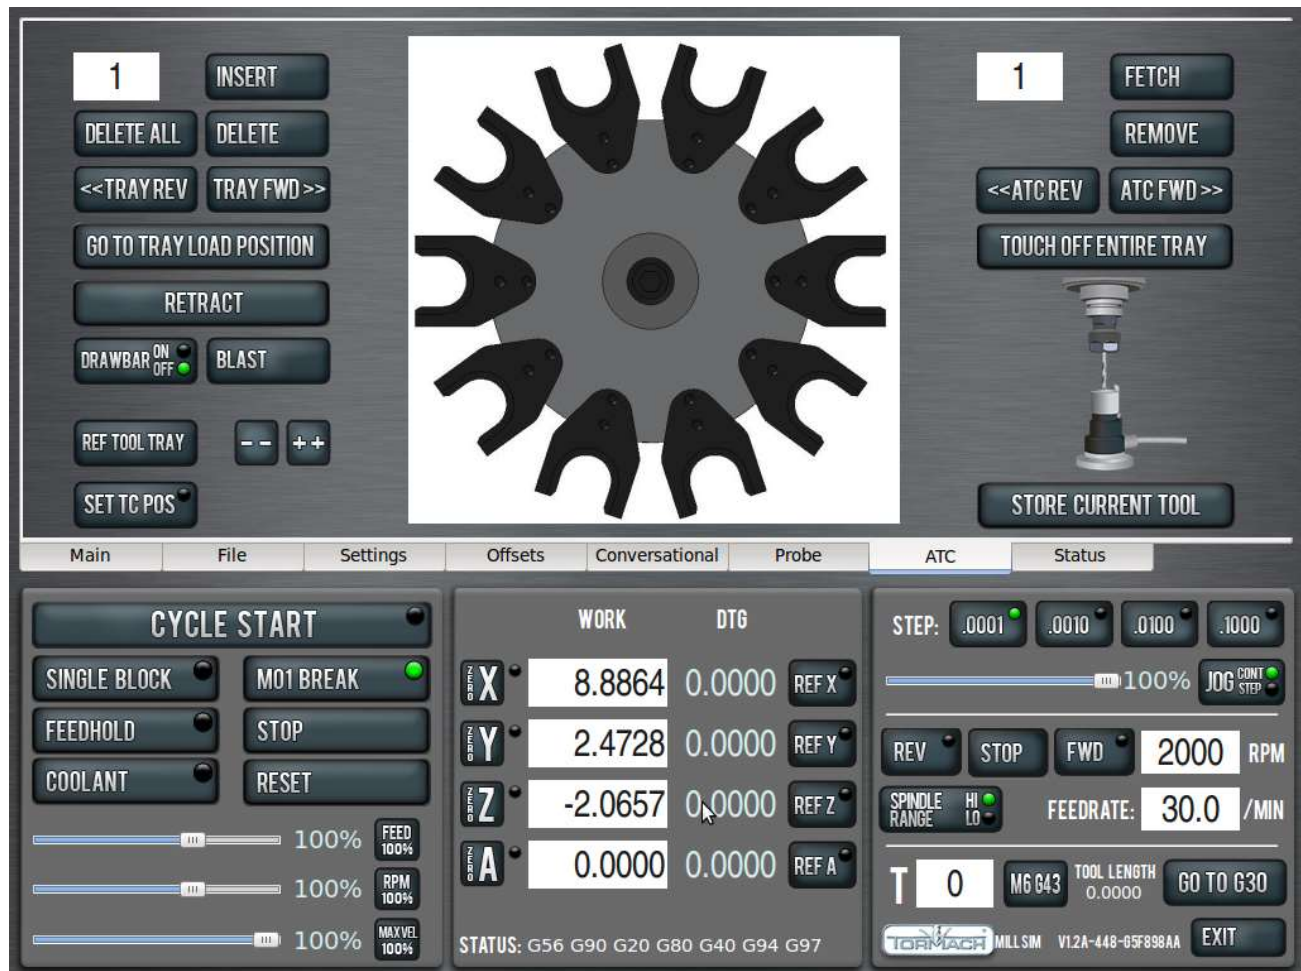 1 INSERT
DELETE ALL DELETE
<<TRAY REV TRAY FWD >>
GO TO TRAY LOAD POSITION
RETRACT
DRAWBAR ON OFF BLAST
REF TOOL TRAY -- ++
SET TC POS
1 FETCH
REMOVE
<<ATC REV ATC FWD >>
TOUCH OFF ENTIRE TRAY
STORE CURRENT TOOL
Main File Settings Offsets Conversational Probe ATC Status
CYCLE START
SINGLE BLOCK M01 BREAK
FEEDHOLD STOP
COOLANT RESET
100% FEED 100%
100% RPM 100%
100% MAXVEL 100%
WORK DTG
ZERO X 8.8864 0.0000 REF X
ZERO Y 2.4728 0.0000 REF Y
ZERO Z -2.0657 0.0000 REF Z
ZERO A 0.0000 0.0000 REF A
STATUS: G56 G90 G20 G80 G40 G94 G97
STEP: .0001 .0010 .0100 .1000
100% JOG CONT STEP
REV STOP FWD 2000 RPM
SPINDLE RANGE HI LO FEEDRATE: 30.0 /MIN
T 0 M6 G43 TOOL LENGTH 0.0000 GO TO G30
TORMACH MILL SIM V1.2A-448-G5F898AA EXIT